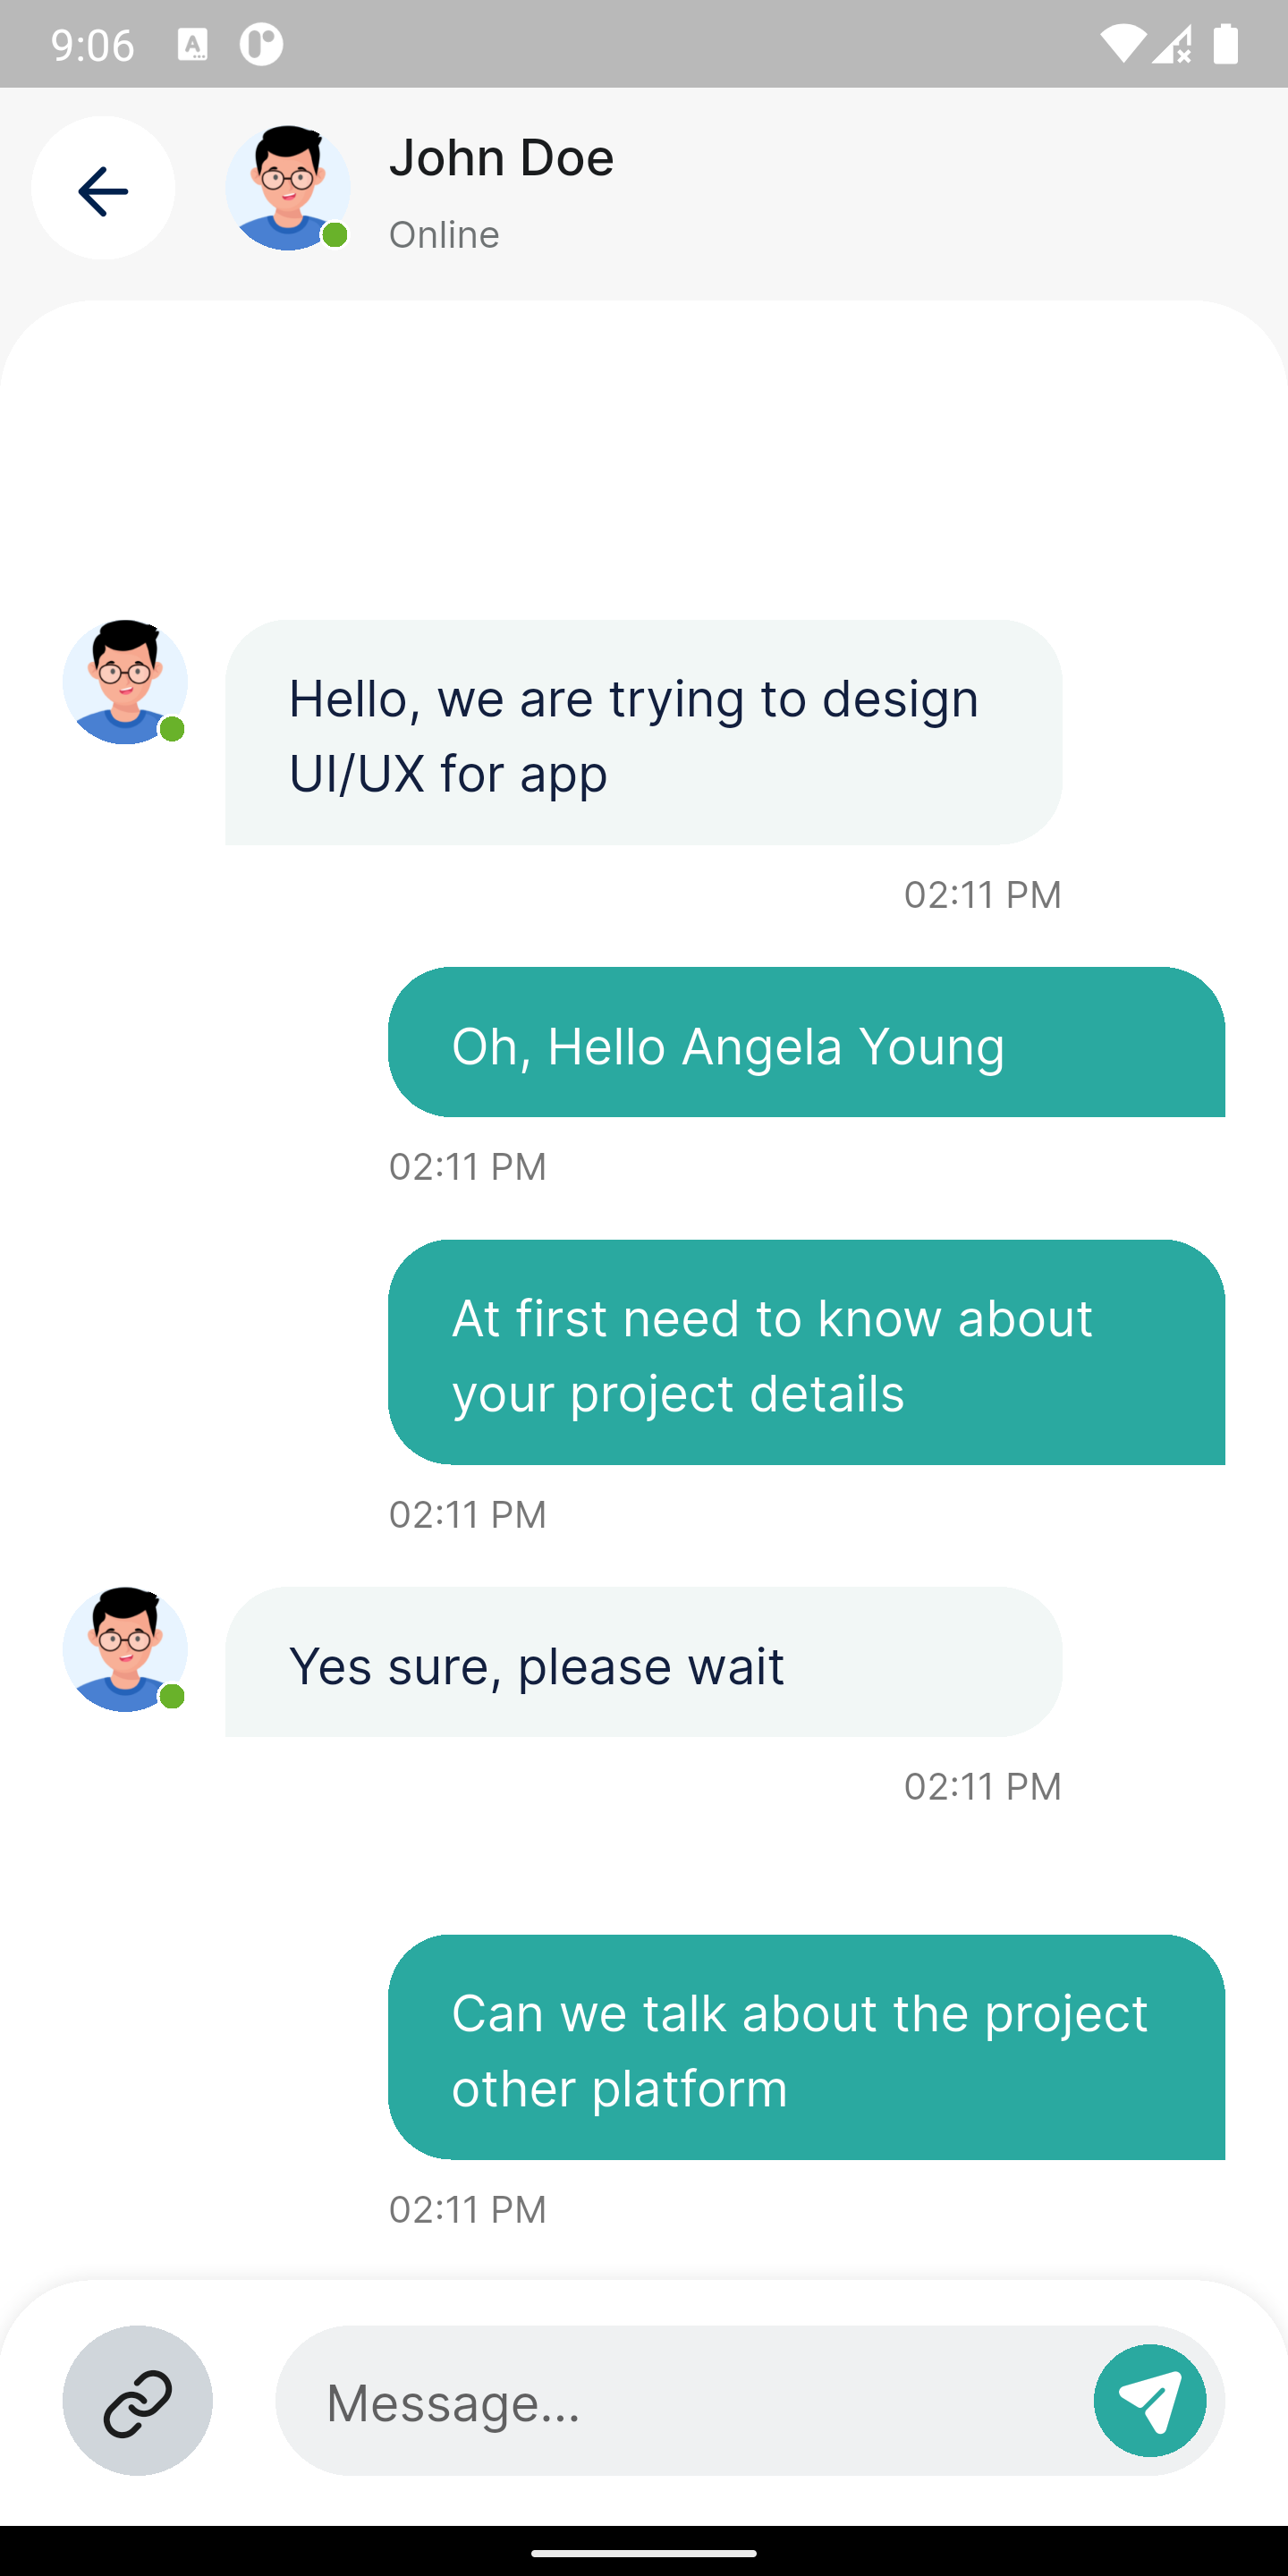 9:06
John Doe
Online
Hello, we are trying to design
UI/UX for app
02:11 PM
Oh, Hello Angela Young
02:11 PM
At first need to know about
your project details
02:11 PM
Yes sure, please wait
02:11 PM
Can we talk about the project
other platform
02:11 PM
Message...